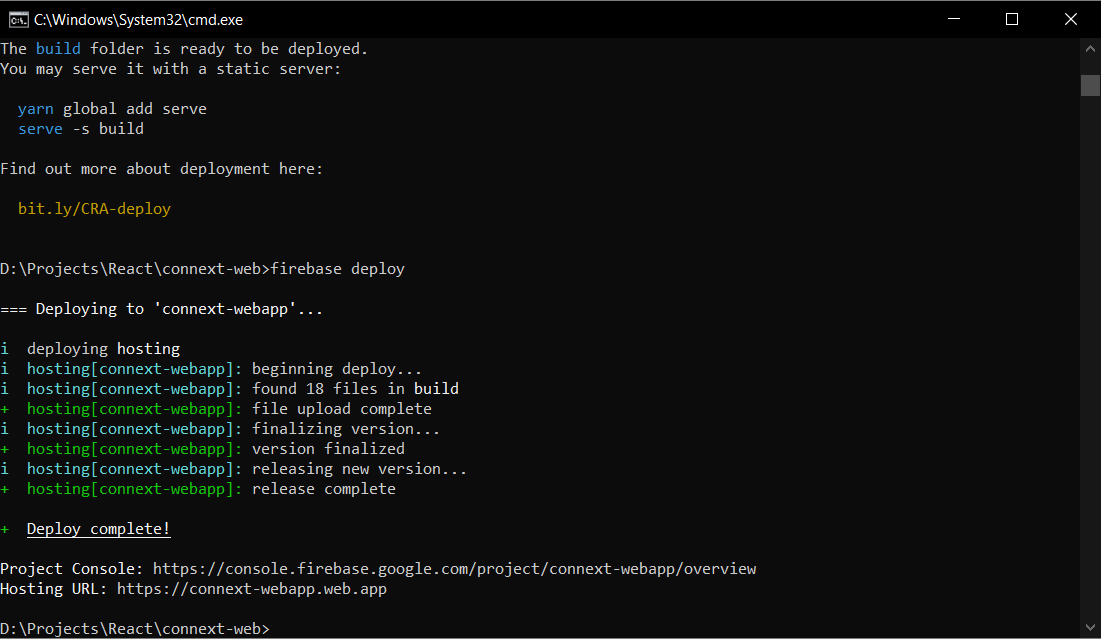 C:\Windows\System32\cmd.exe
The build folder is ready to be deployed.
You may serve it with a static server:
yarn global add serve
serve -s build
Find out more about deployment here:
bit.ly/CRA-deploy
D:\Projects\React\connext-web>firebase deploy
=== Deploying to 'connext-webapp'...
i  deploying hosting
i  hosting[connext-webapp]: beginning deploy...
i  hosting[connext-webapp]: found 18 files in build
+  hosting[connext-webapp]: file upload complete
i  hosting[connext-webapp]: finalizing version...
+  hosting[connext-webapp]: version finalized
i  hosting[connext-webapp]: releasing new version...
+  hosting[connext-webapp]: release complete
+  Deploy complete!
Project Console: https://console.firebase.google.com/project/connext-webapp/overview
Hosting URL: https://connext-webapp.web.app
D:\Projects\React\connext-web>